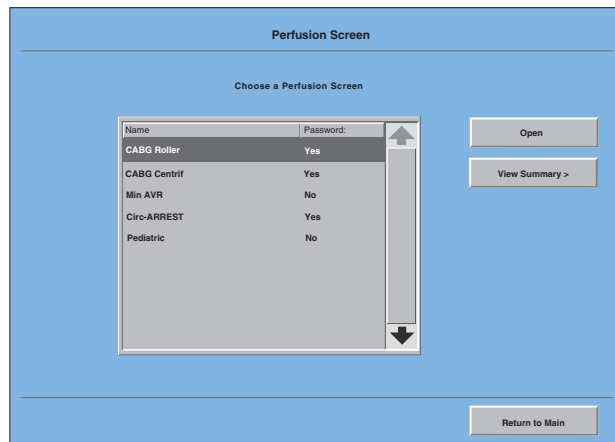 Perfusion Screen
Choose a Perfusion Screen
Name Password:
CABG Roller Yes
CABG Centrif Yes
Min AVR No
Circ-ARREST Yes
Pediatric No
Open
View Summary >
Return to Main